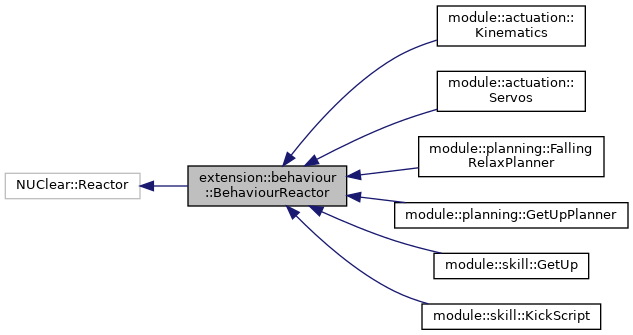 module::actuation::
Kinematics
module::actuation::
Servos
module::planning::Falling
RelaxPlanner
NUClear::Reactor
extension::behaviour
::BehaviourReactor
module::planning::GetUpPlanner
module::skill::GetUp
module::skill::KickScript